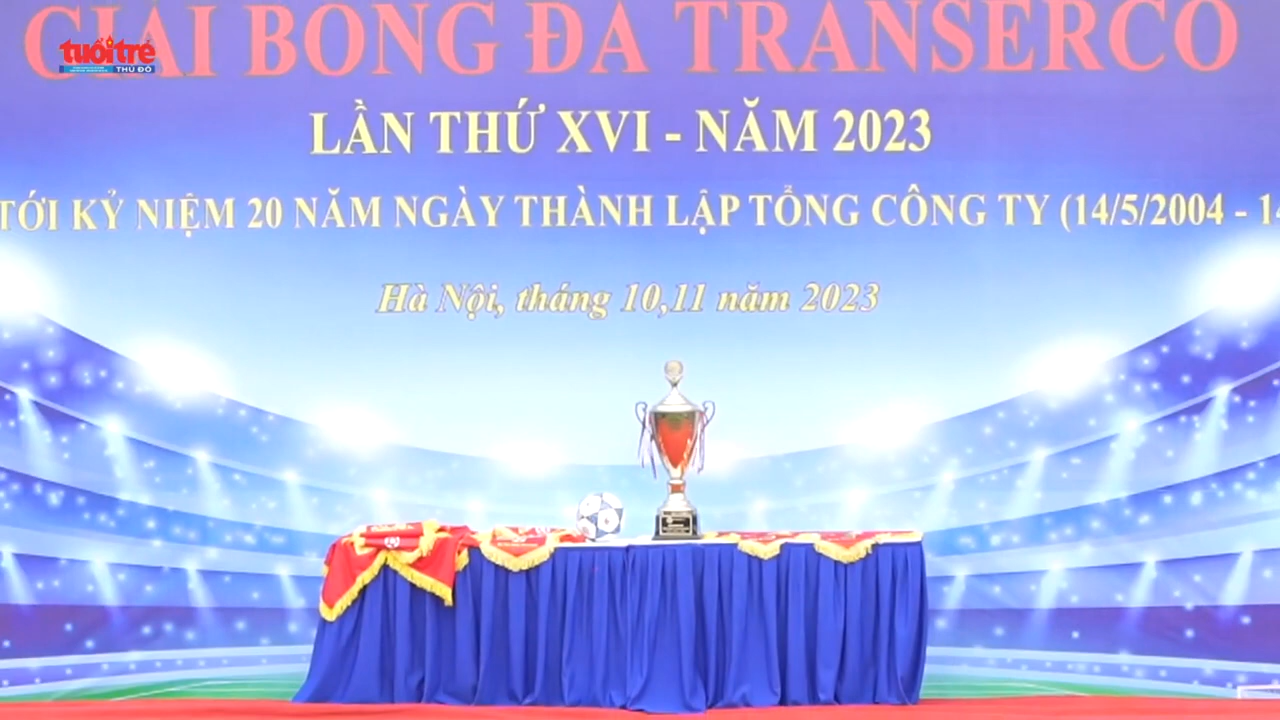 GIẢI BÓNG ĐÁ TRANSERCO
tuổi trẻ
THỦ ĐÔ
LẦN THỨ XVI - NĂM 2023
TỚI KỶ NIỆM 20 NĂM NGÀY THÀNH LẬP TỔNG CÔNG TY (14/5/2004 - 14
Hà Nội, tháng 10,11 năm 2023